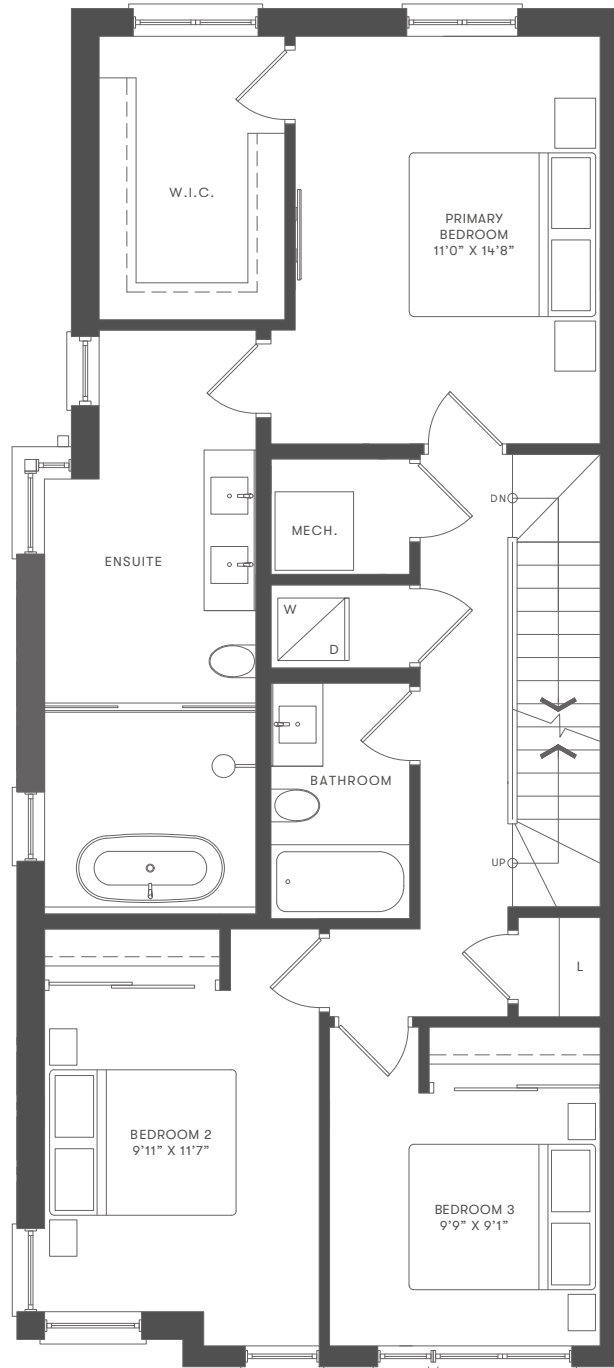 W.I.C.
PRIMARY
BEDROOM
11'0" X 14'8"
DN
MECH.
ENSUITE
W
D
BATHROOM
UP
L
BEDROOM 2
9'11" X 11'7"
BEDROOM 3
9'9" X 9'1"